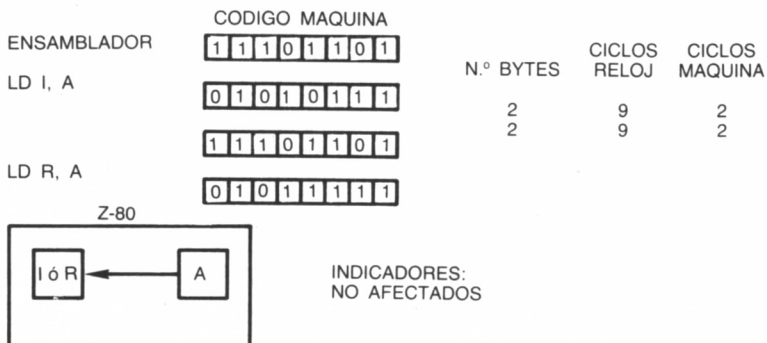 CODIGO MAQUINA
ENSAMBLADOR
1 1 1 0 1 1 0 1
N.º BYTES
CICLOS RELOJ
CICLOS MAQUINA
LD I, A
0 1 0 1 0 1 1 1
2 9 2
2 9 2
1 1 1 0 1 1 0 1
LD R, A
0 1 0 1 1 1 1 1
Z-80
I ó R
A
INDICADORES:
NO AFECTADOS